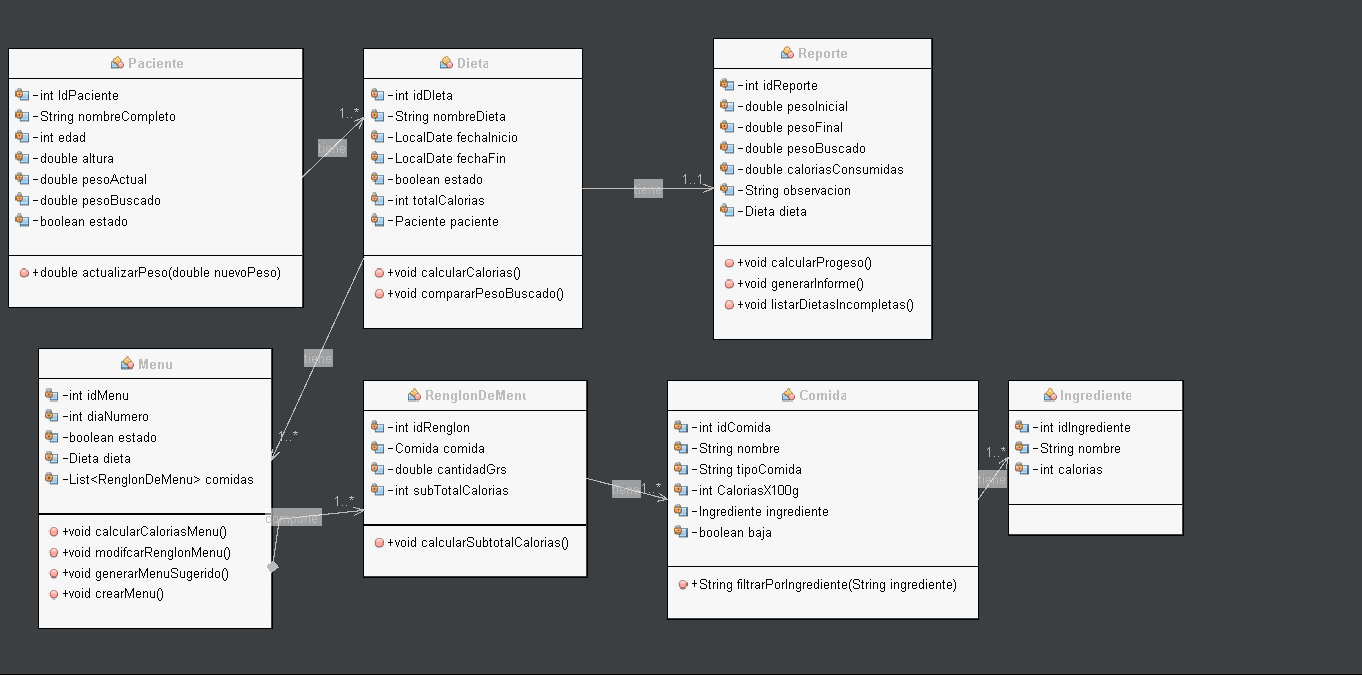 Paciente
-int IdPaciente
-String nombreCompleto
-int edad
-double altura
-double pesoActual
-double pesoBuscado
-boolean estado
+double actualizarPeso(double nuevoPeso)
1..*
tiene
Dieta
-int idDIeta
-String nombreDieta
-LocalDate fechaInicio
-LocalDate fechaFin
-boolean estado
-int totalCalorias
-Paciente paciente
+void calcularCalorias()
+void compararPesoBuscado()
tiene
1..1
Reporte
-int idReporte
-double pesoInicial
-double pesoFinal
-double pesoBuscado
-double caloriasConsumidas
-String observacion
-Dieta dieta
+void calcularProgeso()
+void generarInforme()
+void listarDietasIncompletas()
tiene
1..*
Menu
-int idMenu
-int diaNumero
-boolean estado
-Dieta dieta
-List<RenglonDeMenu> comidas
+void calcularCaloriasMenu()
+void modifcarRenglonMenu()
+void generarMenuSugerido()
+void crearMenu()
comporte
1..*
RenglonDeMenu
-int idRenglon
-Comida comida
-double cantidadGrs
-int subTotalCalorias
+void calcularSubtotalCalorias()
tiene
1..*
Comida
-int idComida
-String nombre
-String tipoComida
-int CaloriasX100g
-Ingrediente ingrediente
-boolean baja
+String filtrarPorIngrediente(String ingrediente)
1..*
tiene
Ingrediente
-int idIngrediente
-String nombre
-int calorias